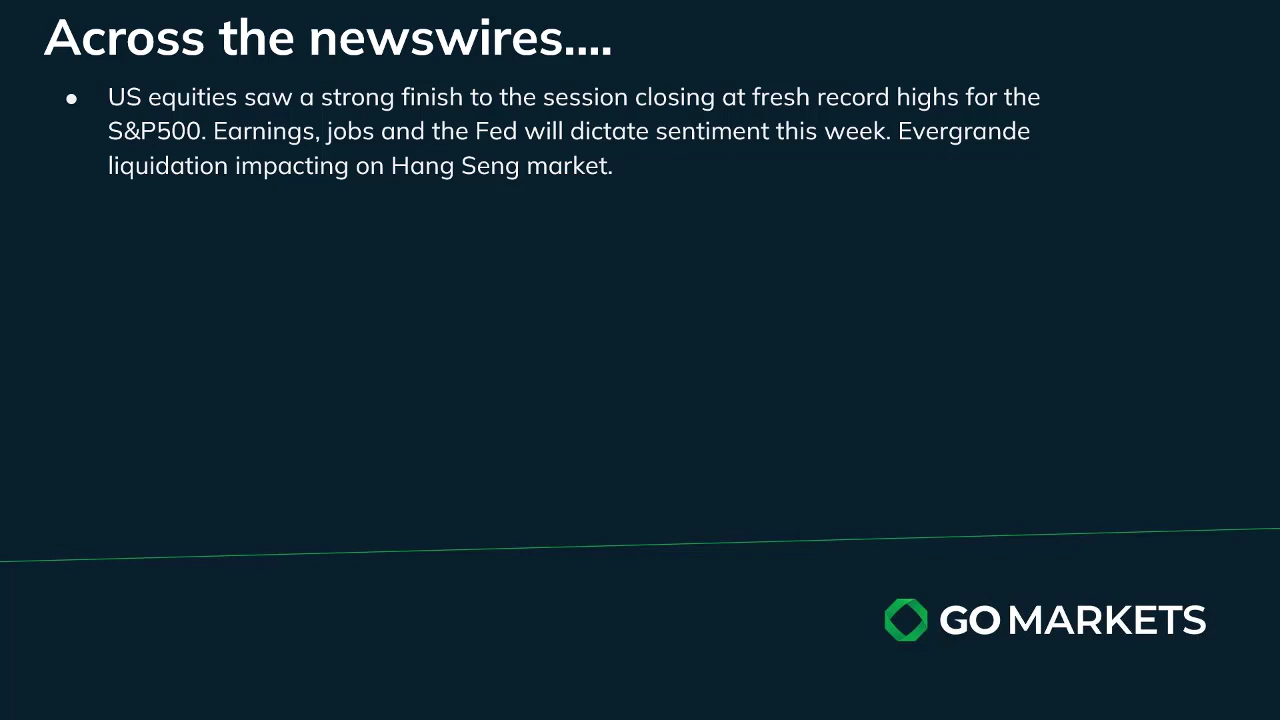 Across the newswires....
● US equities saw a strong finish to the session closing at fresh record highs for the
S&P500. Earnings, jobs and the Fed will dictate sentiment this week. Evergrande
liquidation impacting on Hang Seng market.
GO MARKETS